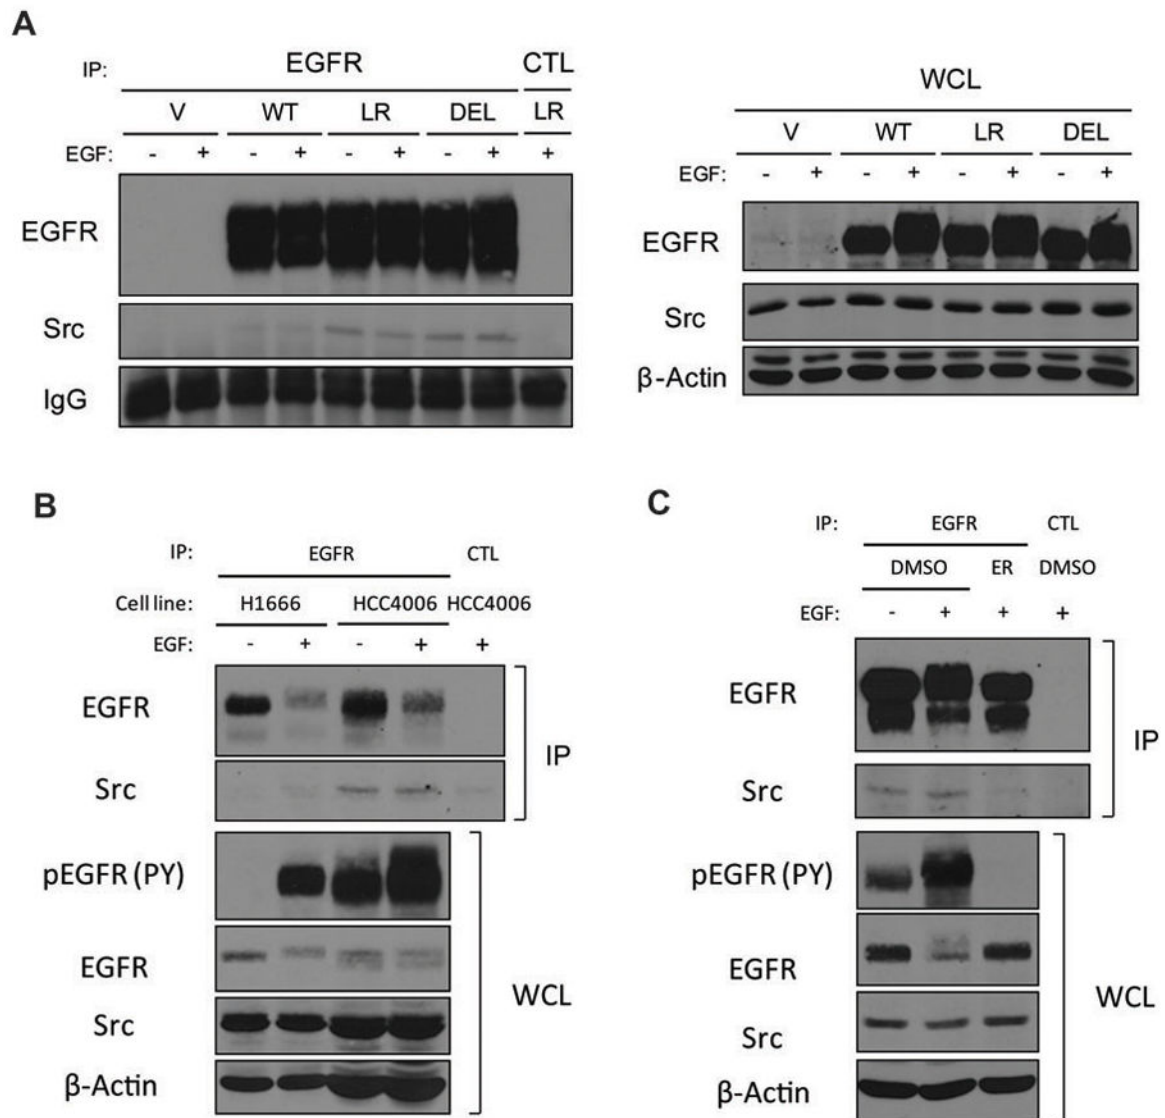 A
IP: EGFR CTL
V WT LR DEL LR
EGF: - + - + - + - + +
EGFR
Src
IgG
WCL
V WT LR DEL
EGF: - + - + - + - +
EGFR
Src
β-Actin
B
IP: EGFR CTL
Cell line: H1666 HCC4006 HCC4006
EGF: - + - + +
EGFR
Src
IP
pEGFR (PY)
EGFR
Src
β-Actin
WCL
C
IP: EGFR CTL
DMSO ER DMSO
EGF: - + + +
EGFR
Src
IP
pEGFR (PY)
EGFR
Src
β-Actin
WCL